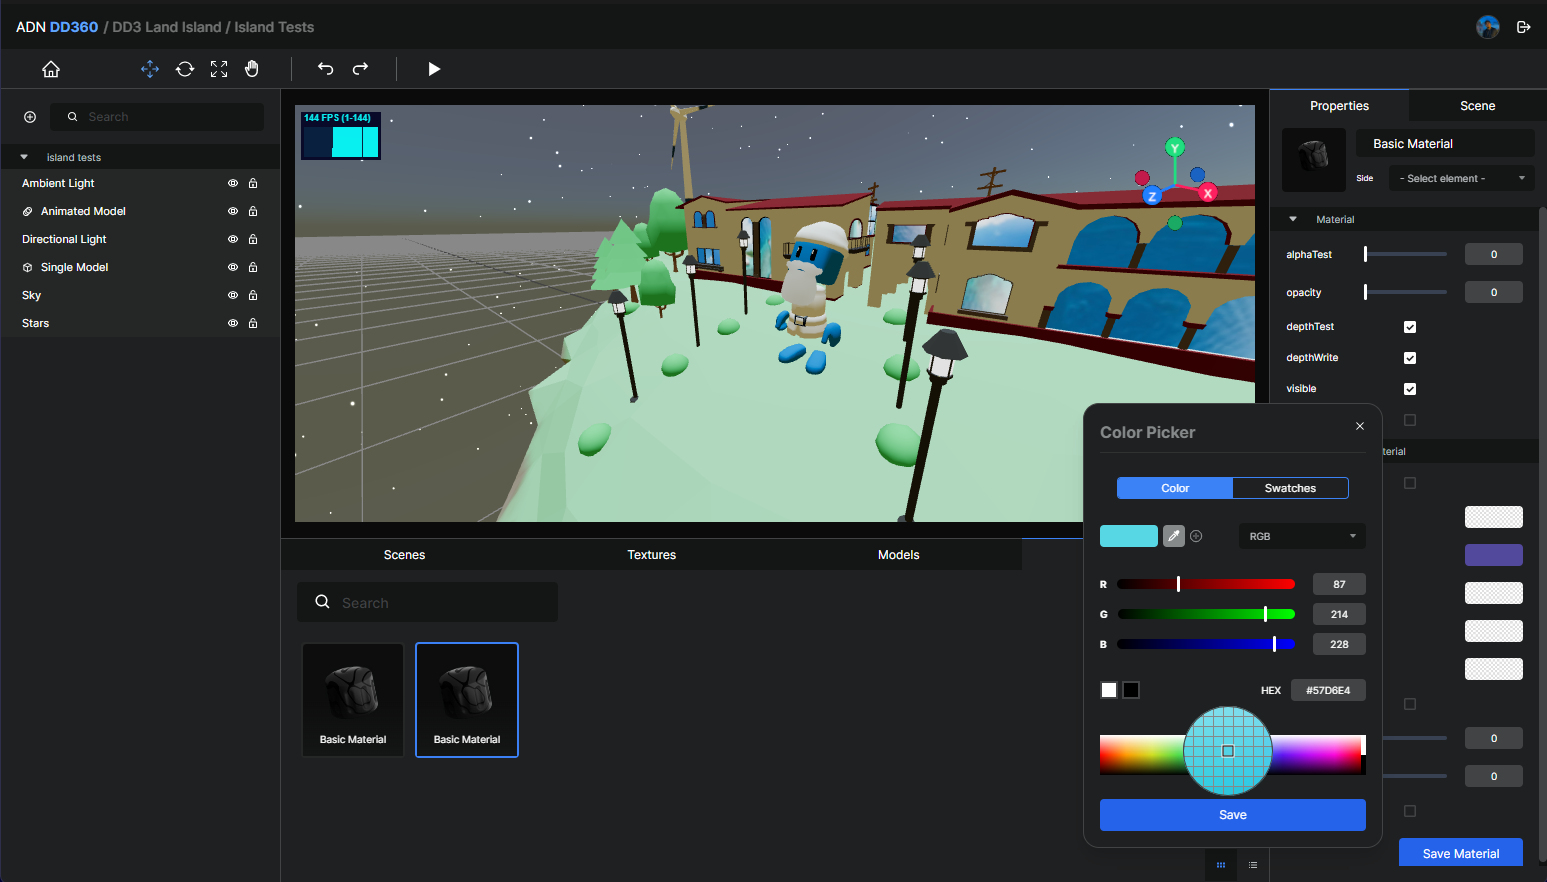 ADN DD360 / DD3 Land Island / Island Tests
Search
island tests
Ambient Light
Animated Model
Directional Light
Single Model
Sky
Stars
144 FPS (1-144)
Y
Z
X
Properties
Scene
Basic Material
Side
- Select element -
Material
alphaTest
0
opacity
0
depthTest
depthWrite
visible
terial
0
0
Save Material
Color Picker
Color
Swatches
RGB
R
87
G
214
B
228
HEX
#57D6E4
Save
Scenes
Textures
Models
Search
Basic Material
Basic Material